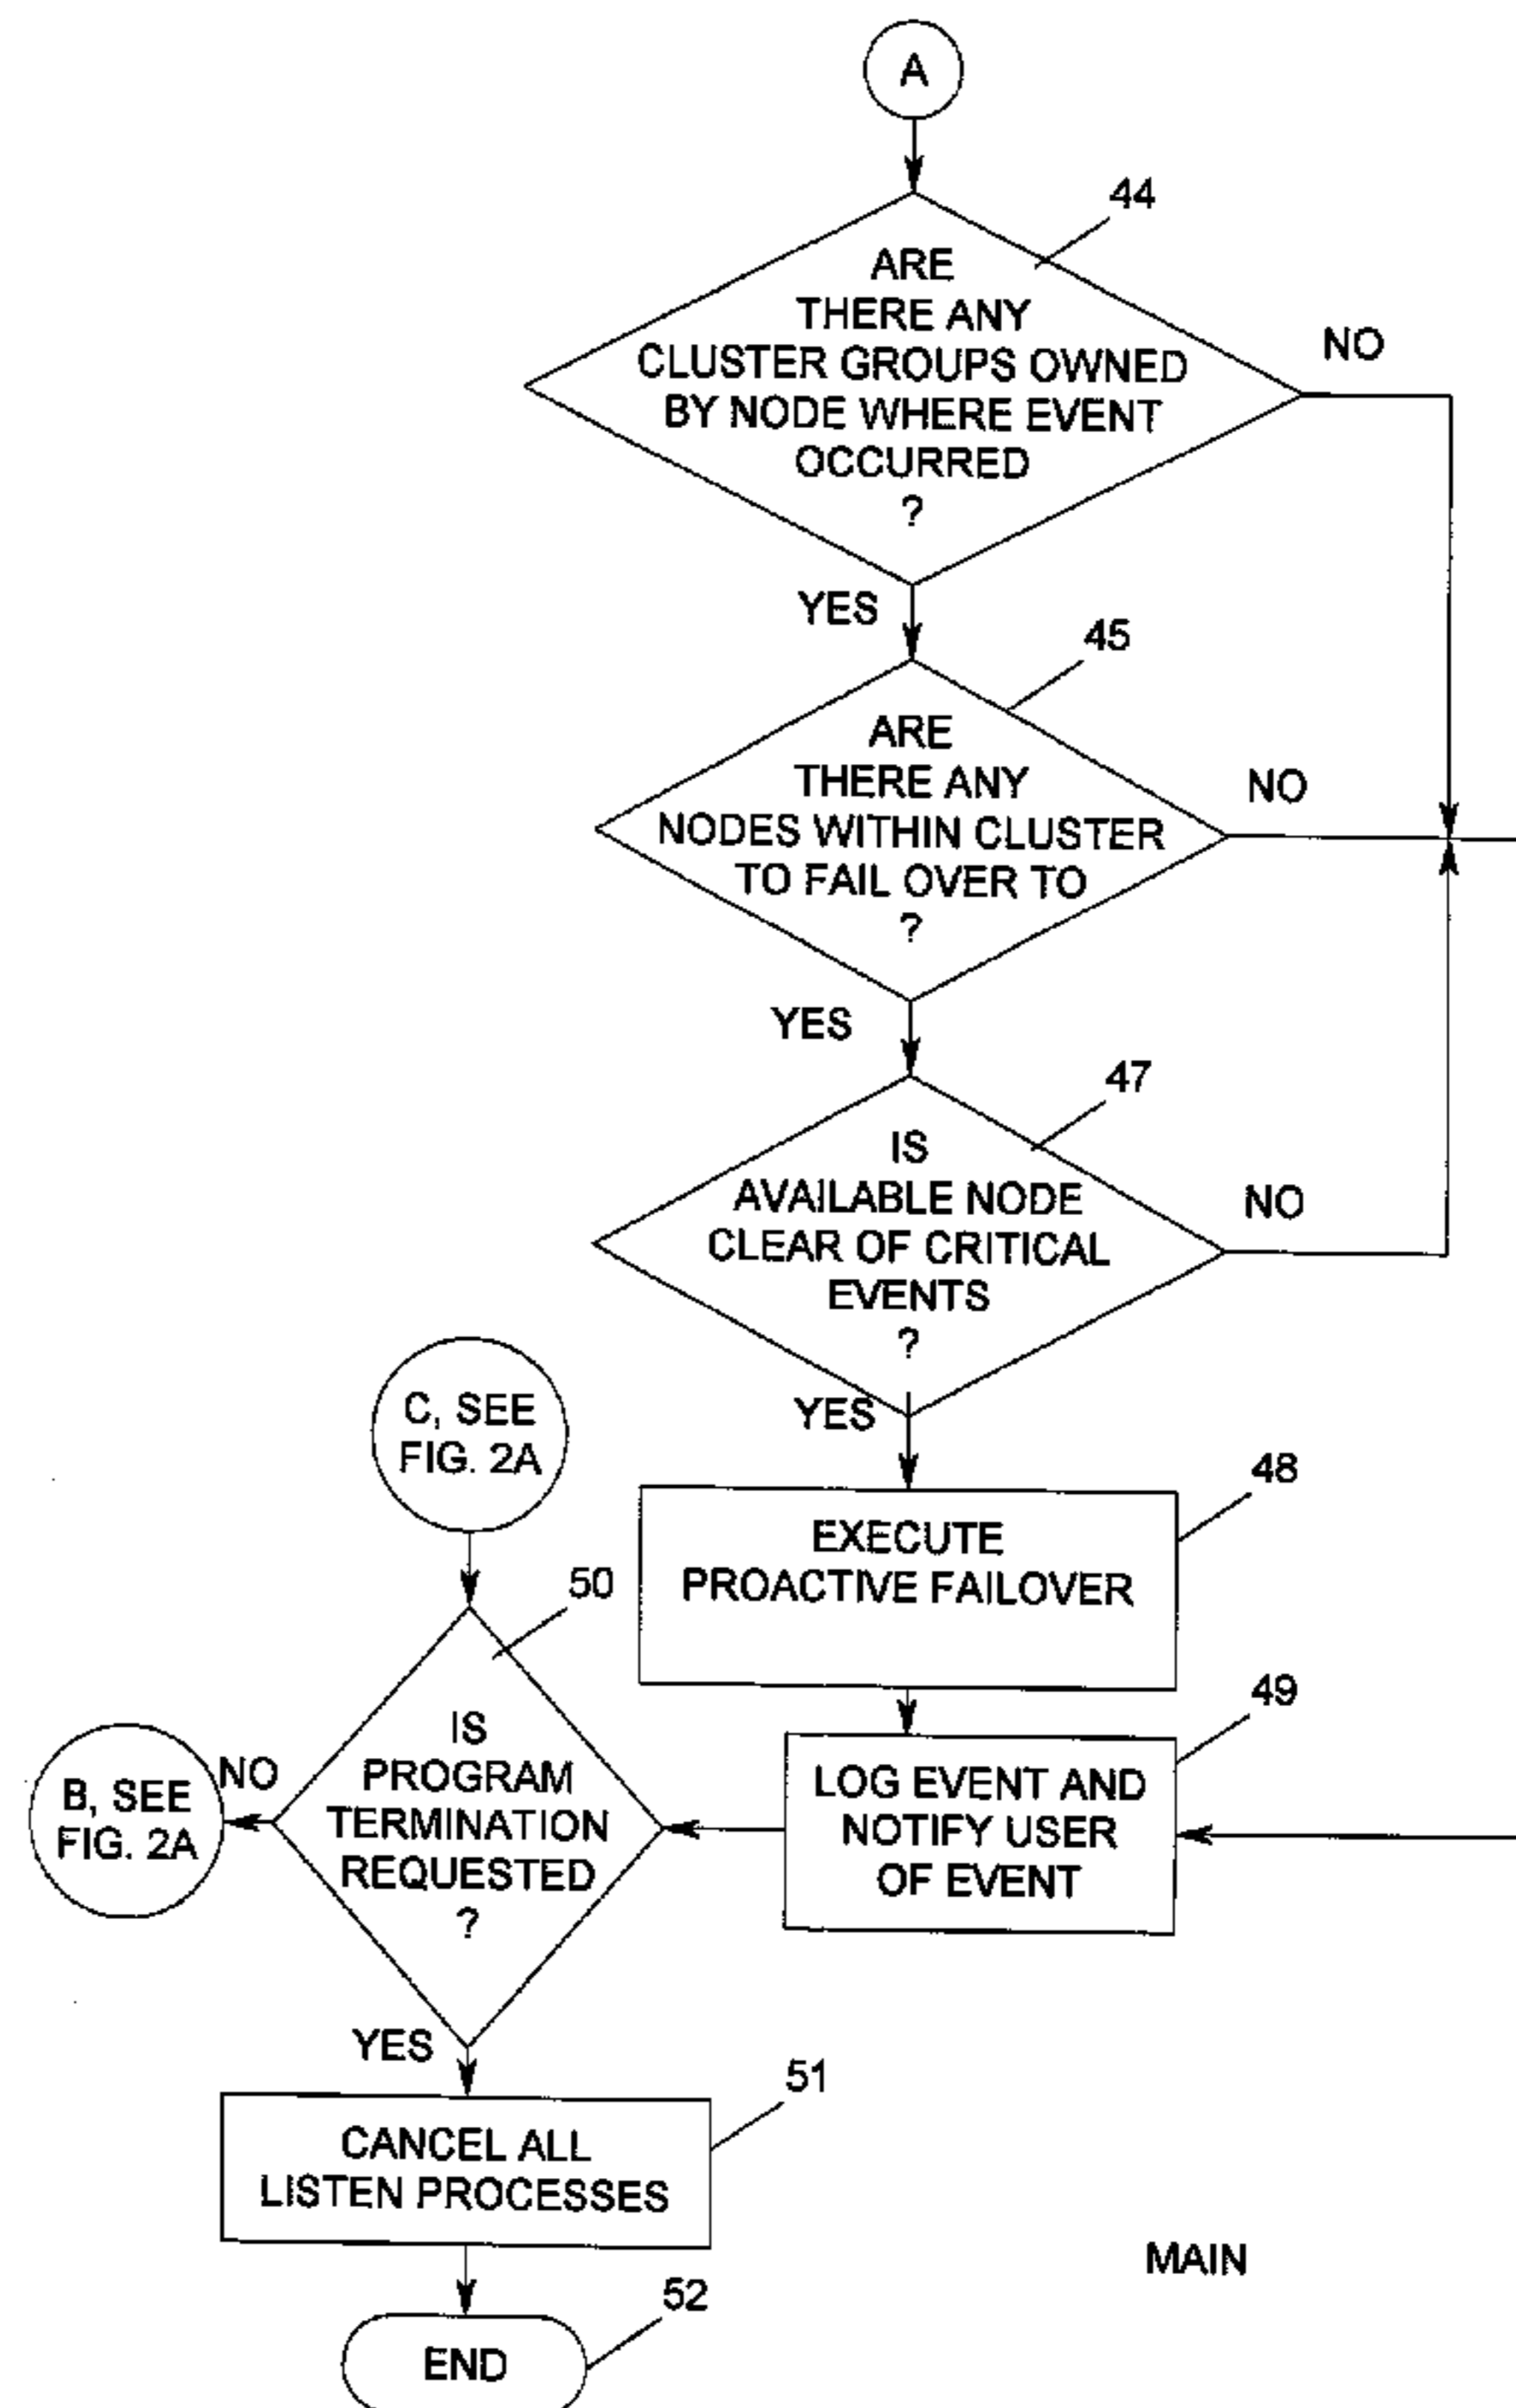 A
44
ARE
THERE ANY
CLUSTER GROUPS OWNED
BY NODE WHERE EVENT
OCCURRED
?
NO
YES
45
ARE
THERE ANY
NODES WITHIN CLUSTER
TO FAIL OVER TO
?
NO
YES
47
IS
AVAILABLE NODE
CLEAR OF CRITICAL
EVENTS
?
NO
YES
C, SEE
FIG. 2A
48
EXECUTE
PROACTIVE FAILOVER
50
IS
PROGRAM
TERMINATION
REQUESTED
?
NO
B, SEE
FIG. 2A
49
LOG EVENT AND
NOTIFY USER
OF EVENT
YES
51
CANCEL ALL
LISTEN PROCESSES
MAIN
52
END